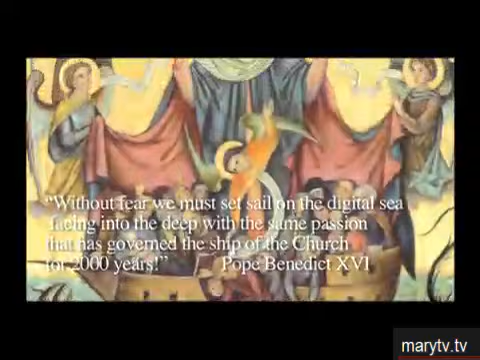 “Without fear we must set sail on the digital sea
facing into the deep with the same passion
that has governed the ship of the Church
for 2000 years!” Pope Benedict XVI
marytv.tv